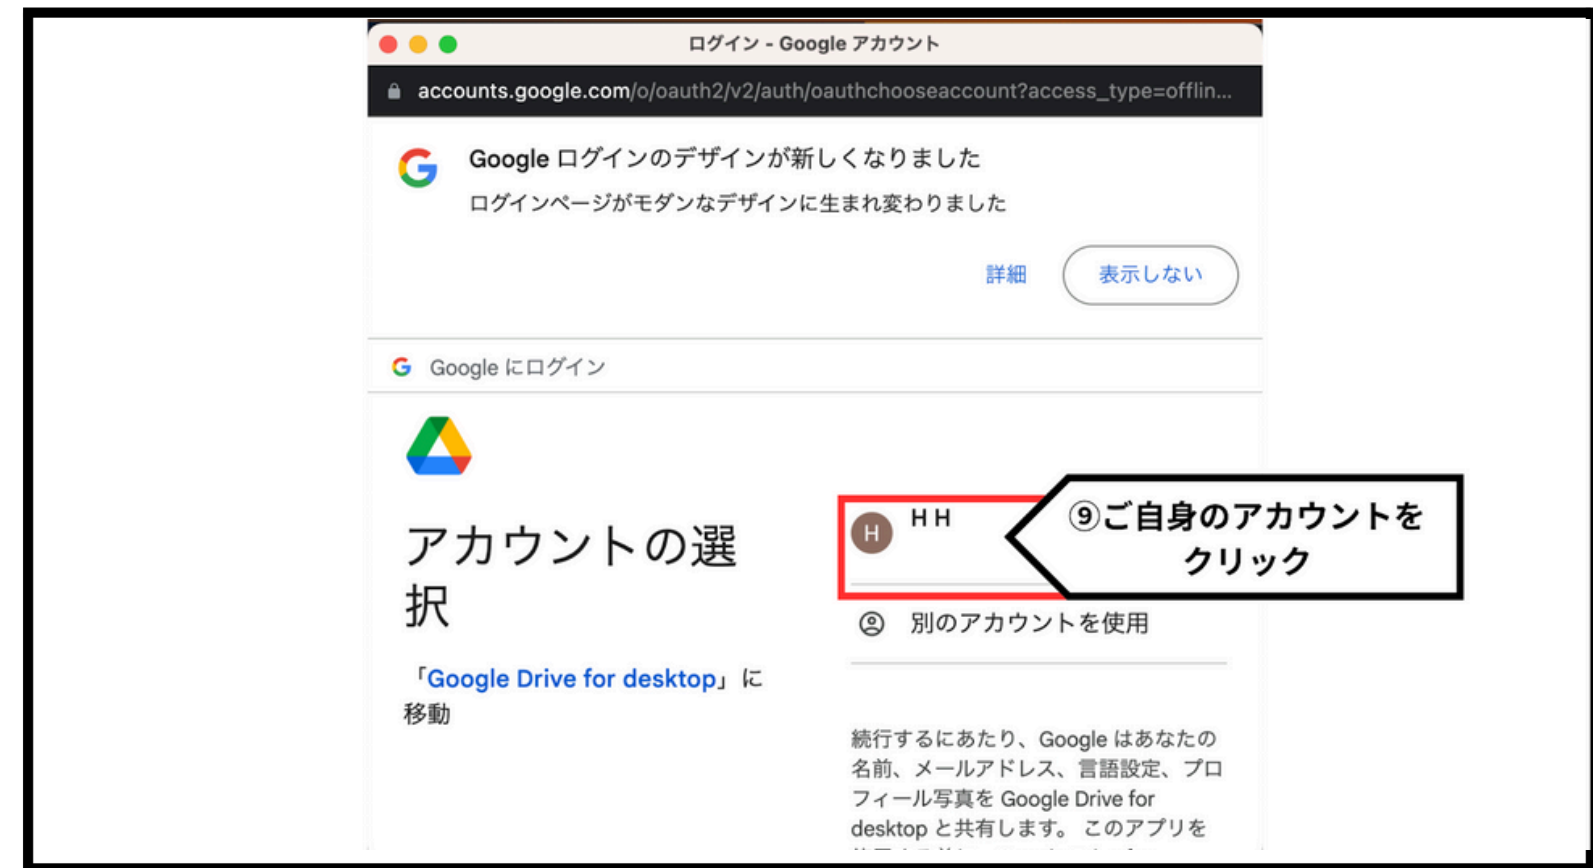 ログイン - Google アカウント
accounts.google.com/o/oauth2/v2/auth/oauthchooseaccount?access_type=offlin...
Google ログインのデザインが新しくなりました
ログインページがモダンなデザインに生まれ変わりました
詳細
表示しない
Google にログイン
アカウントの選
択
「Google Drive for desktop」に
移動
H
H H
⑨ご自身のアカウントを
クリック
別のアカウントを使用
続行するにあたり、Google はあなたの
名前、メールアドレス、言語設定、プロ
フィール写真を Google Drive for
desktop と共有します。 このアプリを